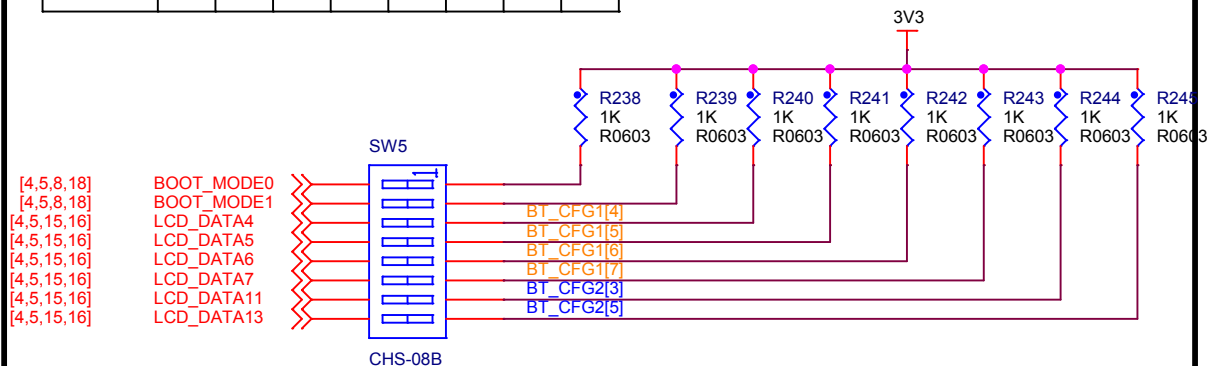 3V3
R238 R239 R240 R241 R242 R243 R244 R245
1K 1K 1K 1K 1K 1K 1K 1K
R0603 R0603 R0603 R0603 R0603 R0603 R0603 R0603
SW5
1
[4,5,8,18] BOOT_MODE0
[4,5,8,18] BOOT_MODE1
[4,5,15,16] LCD_DATA4 BT_CFG1[4]
[4,5,15,16] LCD_DATA5 BT_CFG1[5]
[4,5,15,16] LCD_DATA6 BT_CFG1[6]
[4,5,15,16] LCD_DATA7 BT_CFG1[7]
[4,5,15,16] LCD_DATA11 BT_CFG2[3]
[4,5,15,16] LCD_DATA13 BT_CFG2[5]
CHS-08B